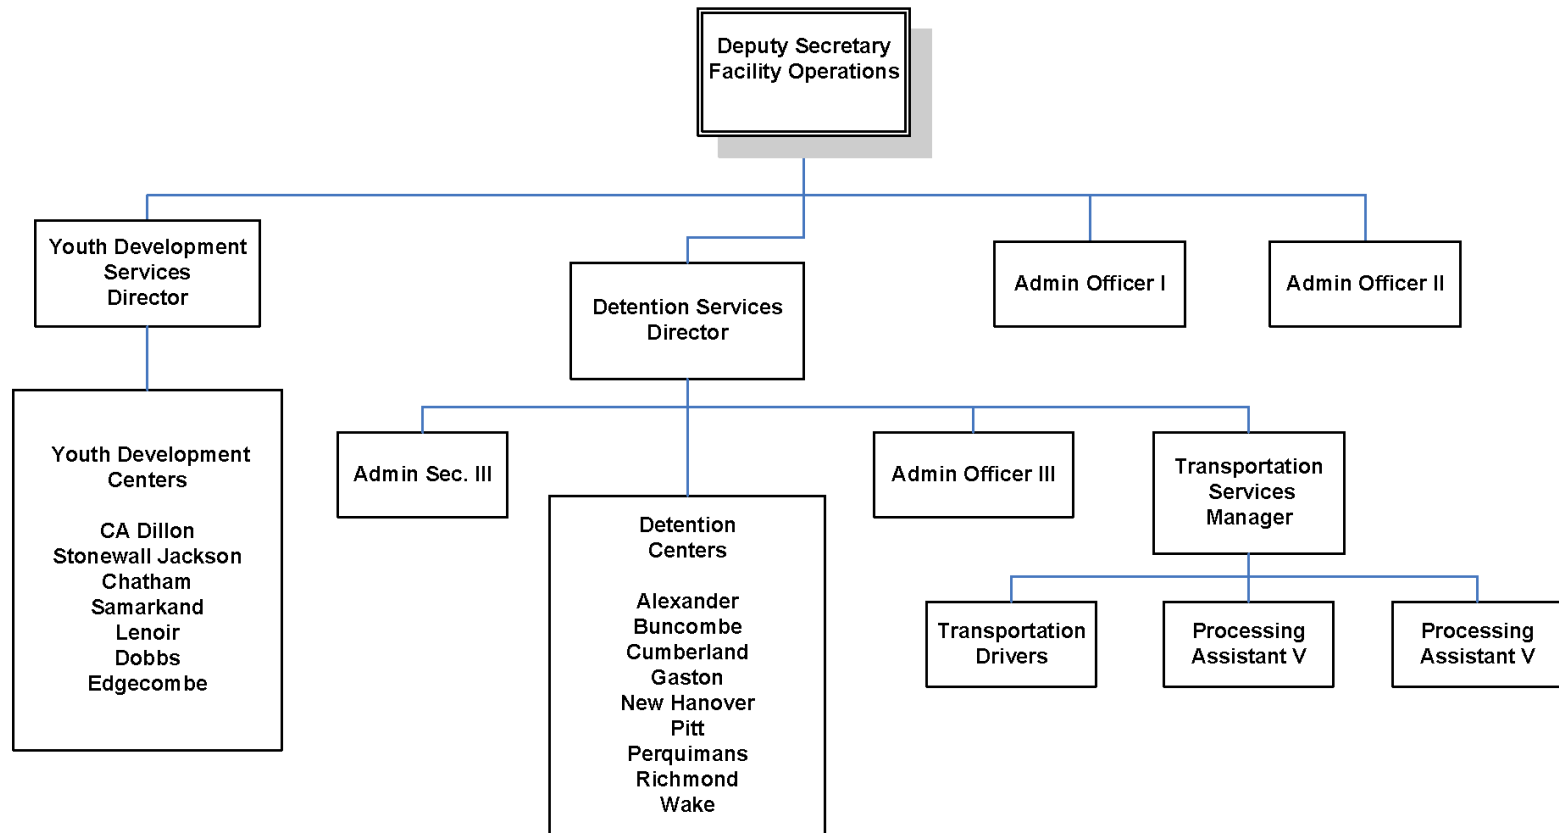 Deputy Secretary
Facility Operations
Youth Development
Services
Director
Detention Services
Director
Admin Officer I
Admin Officer II
Youth Development
Centers
CA Dillon
Stonewall Jackson
Chatham
Samarkand
Lenoir
Dobbs
Edgecombe
Admin Sec. III
Detention
Centers
Alexander
Buncombe
Cumberland
Gaston
New Hanover
Pitt
Perquimans
Richmond
Wake
Admin Officer III
Transportation
Services
Manager
Transportation
Drivers
Processing
Assistant V
Processing
Assistant V